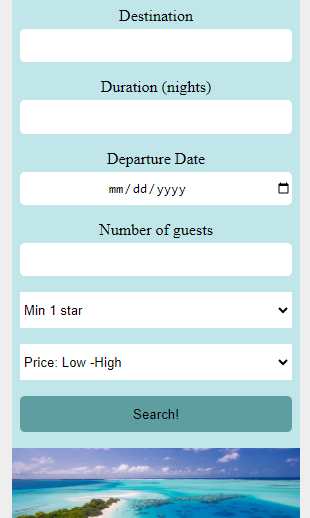 Destination
Duration (nights)
Departure Date
mm/dd/yyyy
Number of guests
Min 1 star
Price: Low -High
Search!